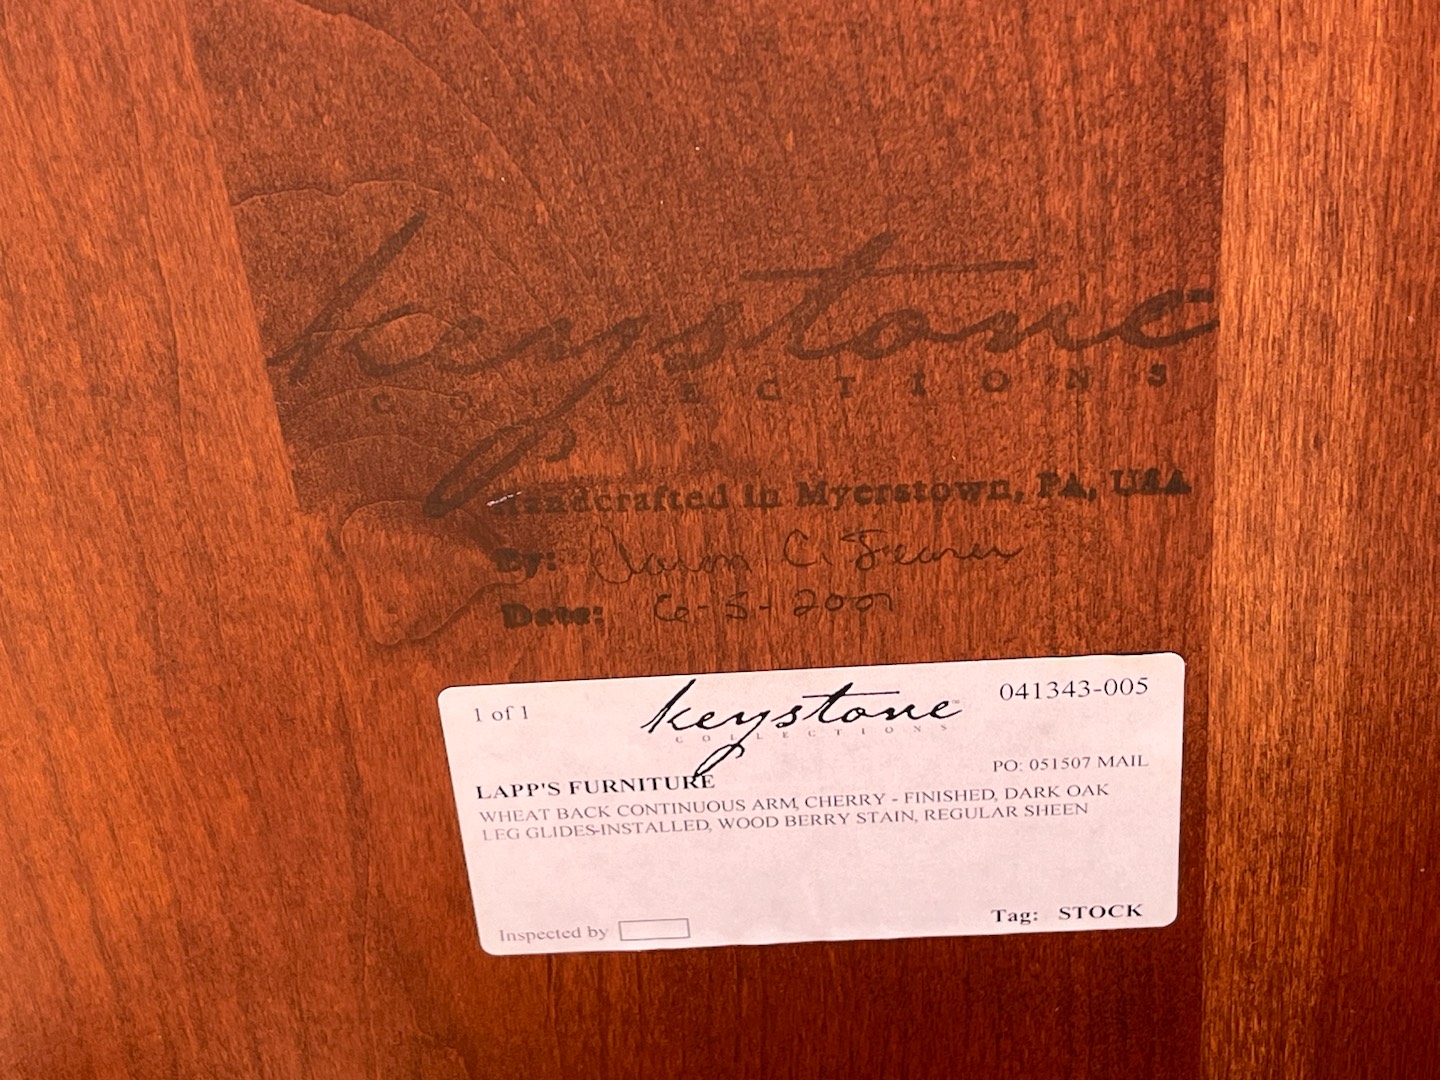 keystone
COLLECTIONS
Handcrafted in Myerstown, PA, USA
By: Aaron C.
Date: 6-5-2007
1 of 1
keystone™
COLLECTIONS
041343-005
PO: 051507 MAIL
LAPP'S FURNITURE
WHEAT BACK CONTINUOUS ARM, CHERRY - FINISHED, DARK OAK
LEG GLIDES-INSTALLED, WOOD BERRY STAIN, REGULAR SHEEN
Tag: STOCK
Inspected by